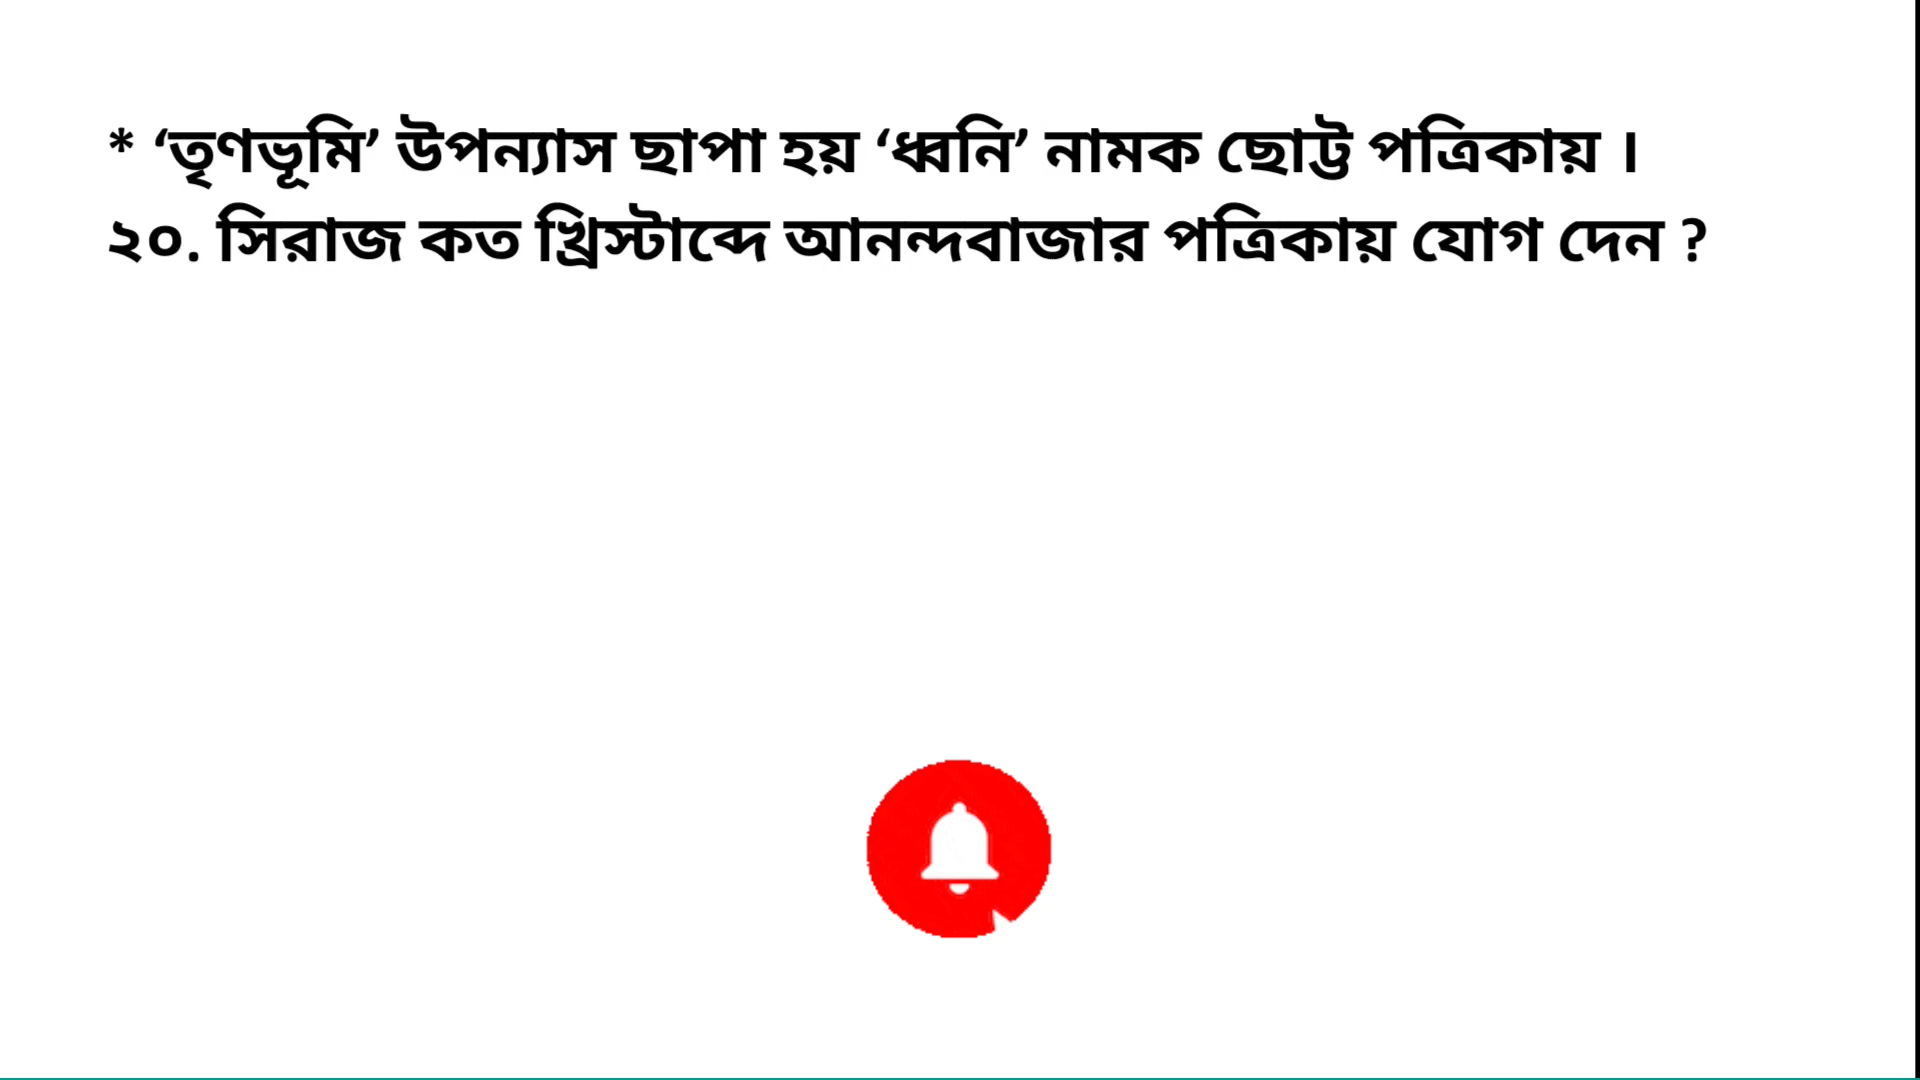 * ‘তৃণভূমি’ উপন্যাস ছাপা হয় ‘ধ্বনি’ নামক ছোট্ট পত্রিকায় ।
২০. সিরাজ কত খ্রিস্টাব্দে আনন্দবাজার পত্রিকায় যোগ দেন ?